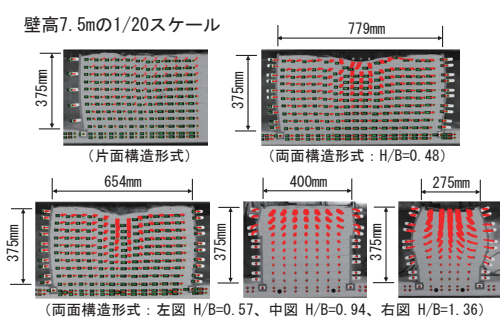 壁高7.5mの1/20スケール
779mm
375mm
375mm
（片面構造形式）
（両面構造形式：H/B=0.48）
654mm
400mm
275mm
375mm
375mm
375mm
（両面構造形式：左図 H/B=0.57、中図 H/B=0.94、右図 H/B=1.36）